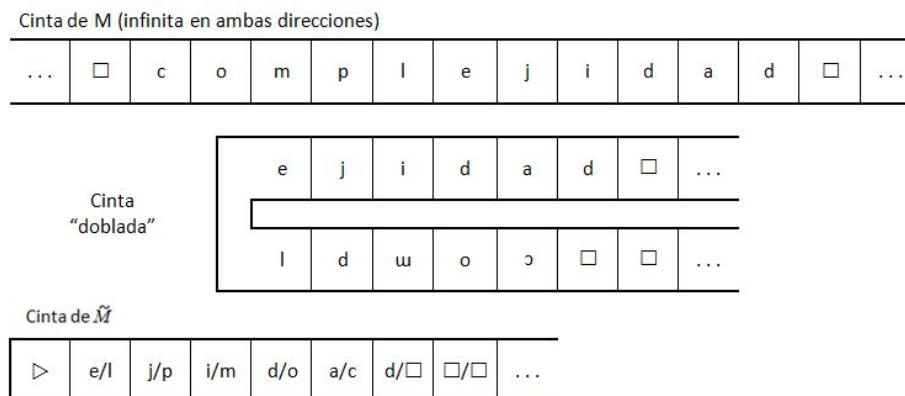 Cinta de M (infinita en ambas direcciones)
... □ c o m p l e j i d a d □ ...
e j i d a d □ ...
Cinta
“doblada”
l d ɯ o ɔ □ □ ...
Cinta de M̃
▷ e/l j/p i/m d/o a/c d/□ □/□ ...